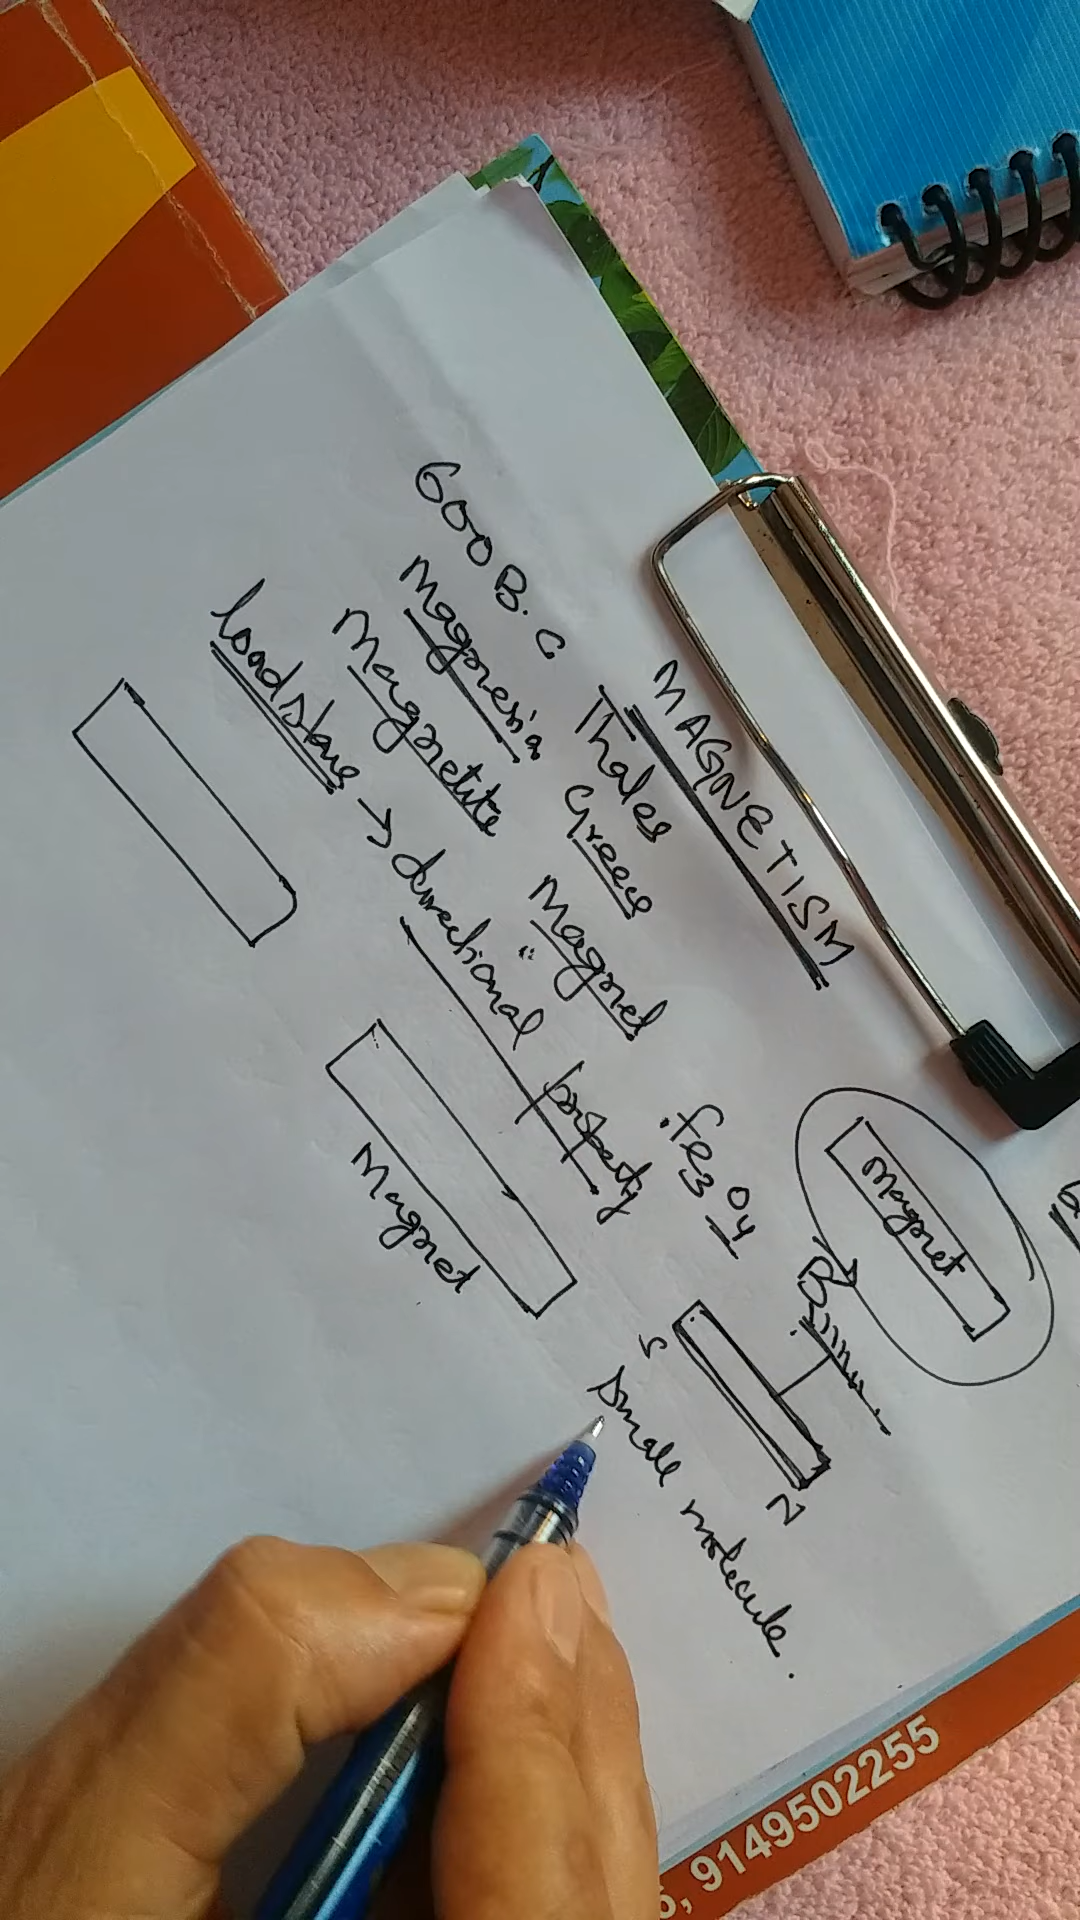 MAGNETISM
600 B.C Thales
Greece
Magnesia Magnet
Magnetite
loadstone → directional property
.Fe3O4
Magnet
B
Magnet
S
N
small molecule.
, 9149502255